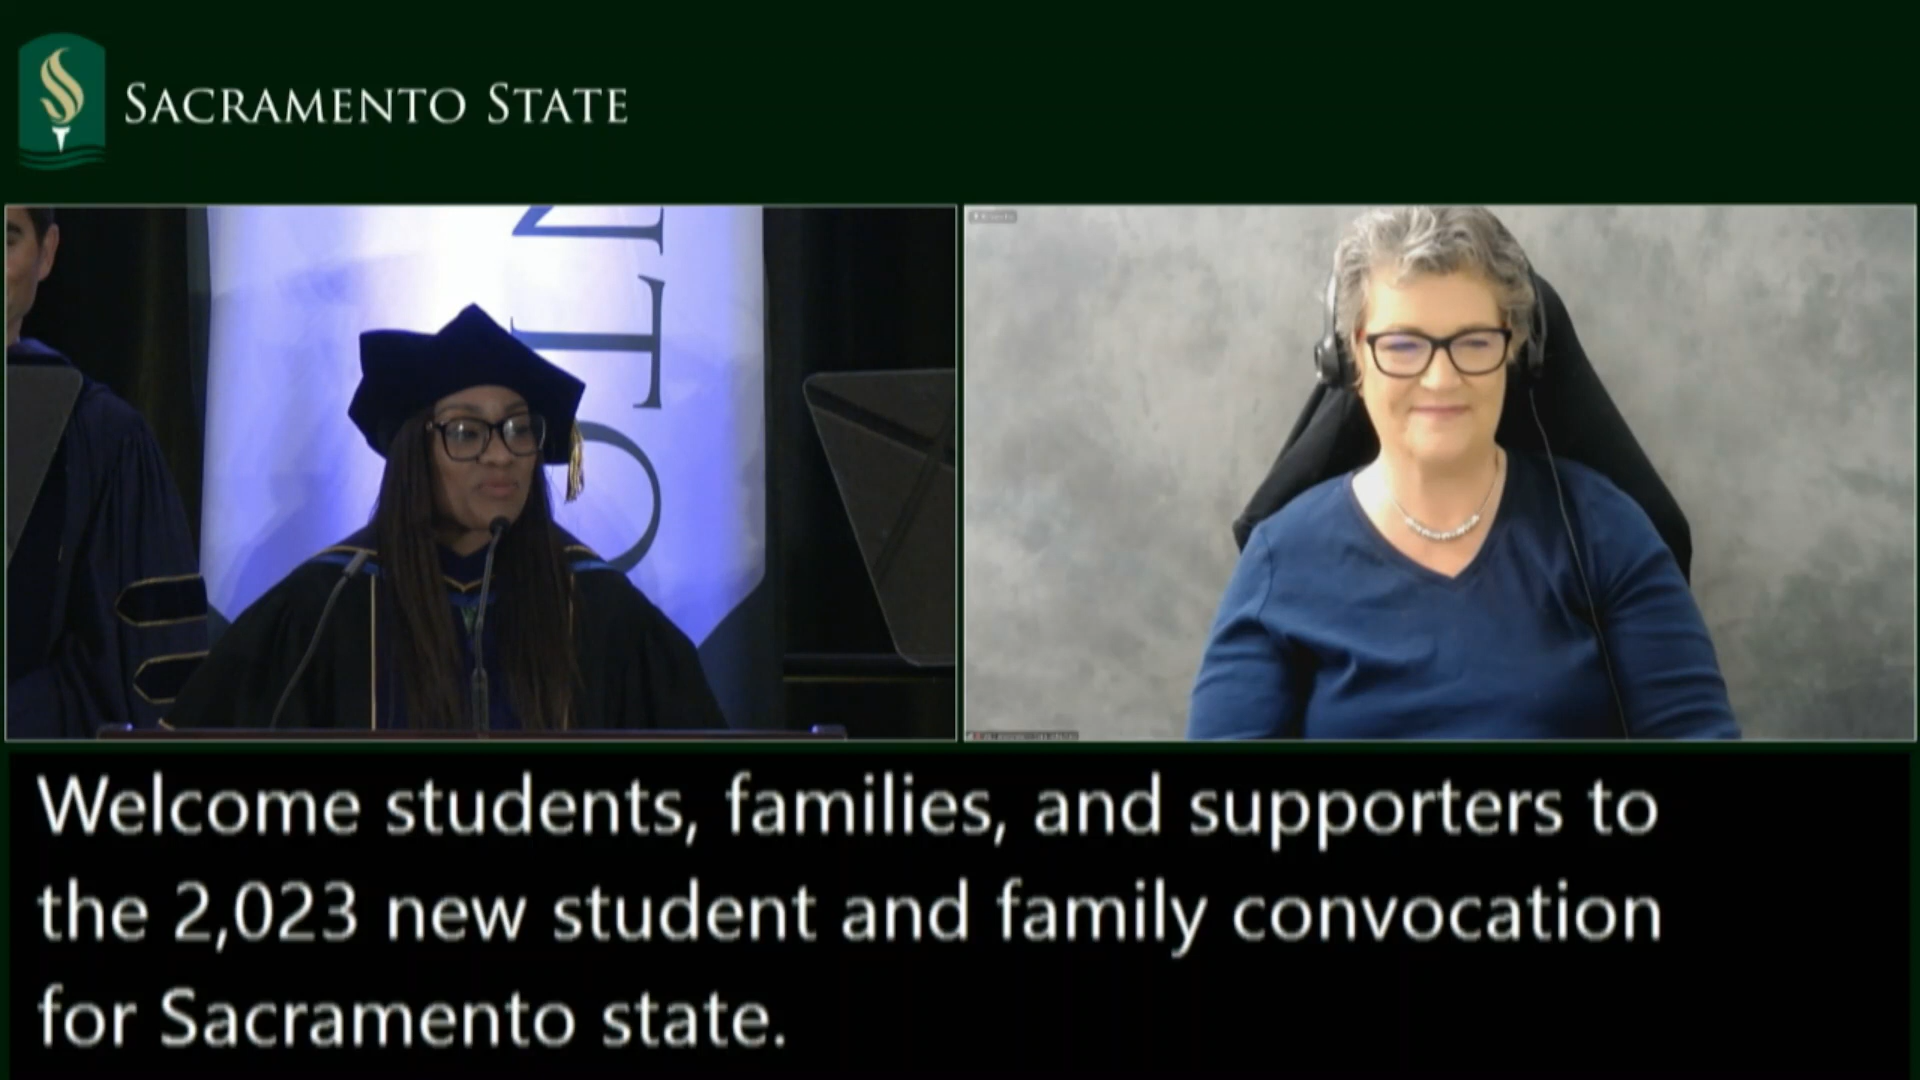 SACRAMENTO STATE
NTO
Welcome students, families, and supporters to
the 2,023 new student and family convocation
for Sacramento state.